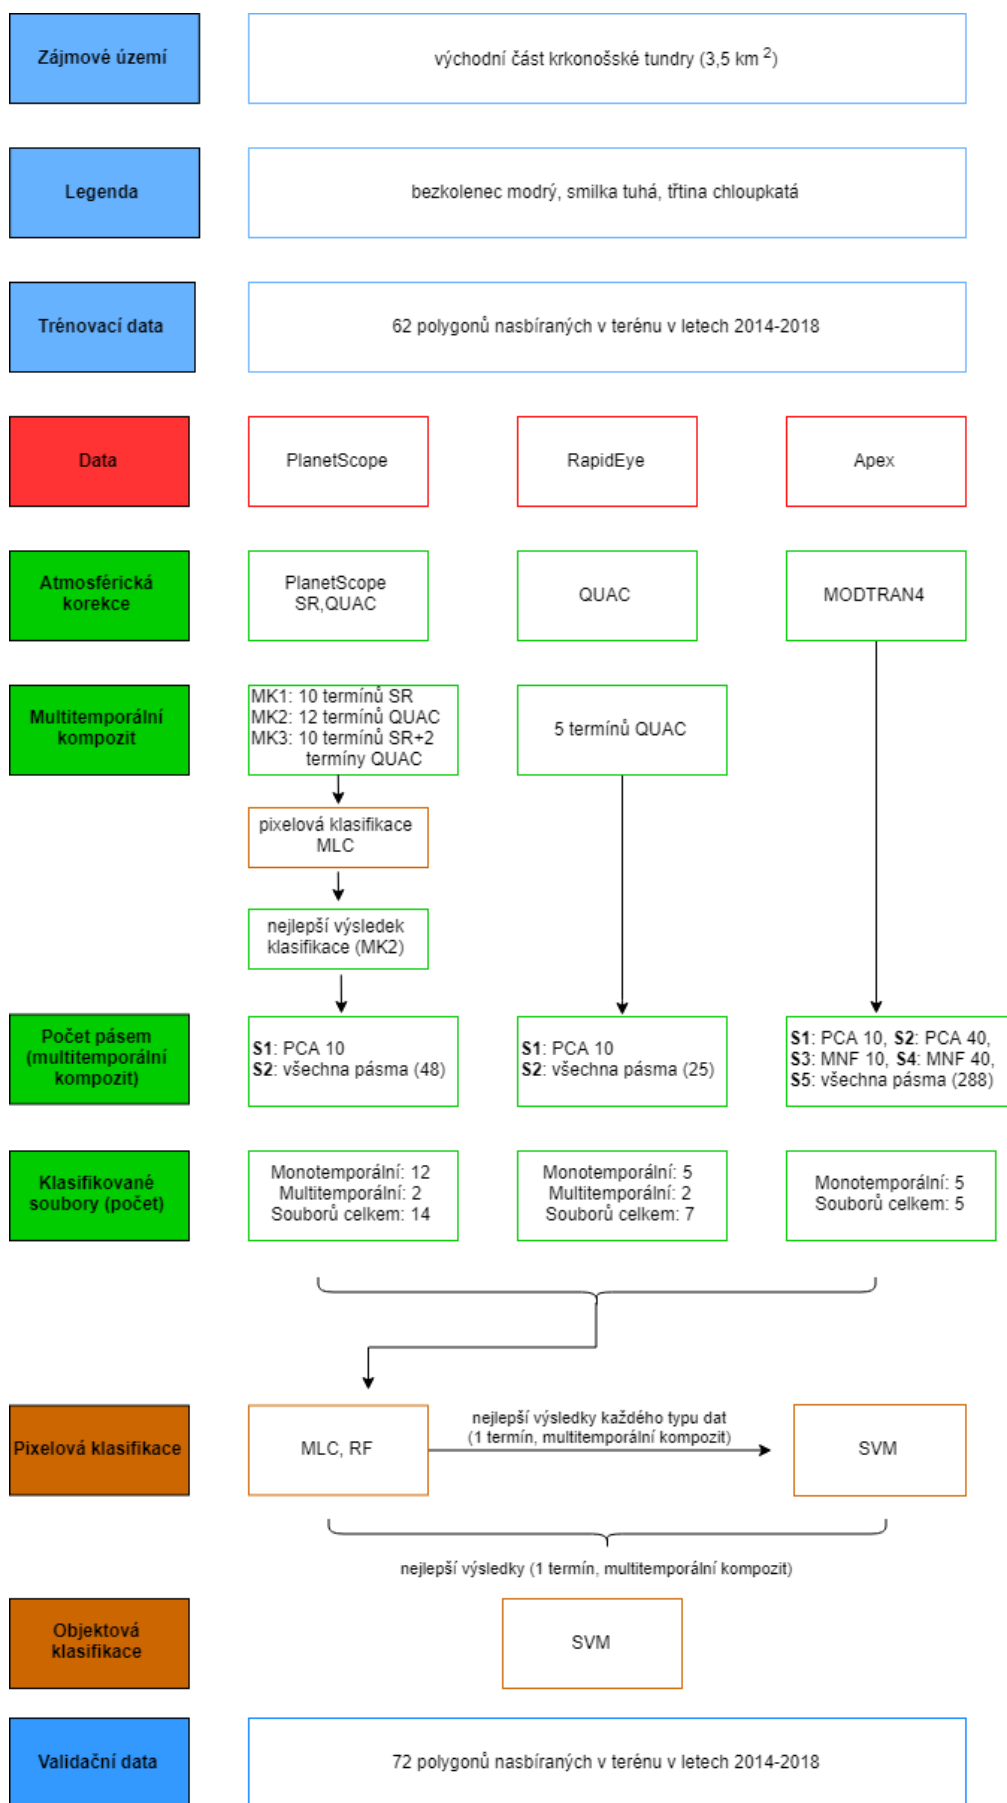 Zájmové území
východní část krkonošské tundry (3,5 km 2)
Legenda
bezkolenec modrý, smilka tuhá, třtina chloupkatá
Trénovací data
62 polygonů nasbíraných v terénu v letech 2014-2018
Data
PlanetScope
RapidEye
Apex
Atmosférická
korekce
PlanetScope
SR,QUAC
QUAC
MODTRAN4
Multitemporální
kompozit
MK1: 10 termínů SR
MK2: 12 termínů QUAC
MK3: 10 termínů SR+2
termíny QUAC
5 termínů QUAC
pixelová klasifikace
MLC
nejlepší výsledek
klasifikace (MK2)
Počet pásem
(multitemporální
kompozit)
S1: PCA 10
S2: všechna pásma (48)
S1: PCA 10
S2: všechna pásma (25)
S1: PCA 10, S2: PCA 40,
S3: MNF 10, S4: MNF 40,
S5: všechna pásma (288)
Klasifikované
soubory (počet)
Monotemporální: 12
Multitemporální: 2
Souborů celkem: 14
Monotemporální: 5
Multitemporální: 2
Souborů celkem: 7
Monotemporální: 5
Souborů celkem: 5
Pixelová klasifikace
MLC, RF
nejlepší výsledky každého typu dat
(1 termín, multitemporální kompozit)
SVM
nejlepší výsledky (1 termín, multitemporální kompozit)
Objektová
klasifikace
SVM
Validační data
72 polygonů nasbíraných v terénu v letech 2014-2018